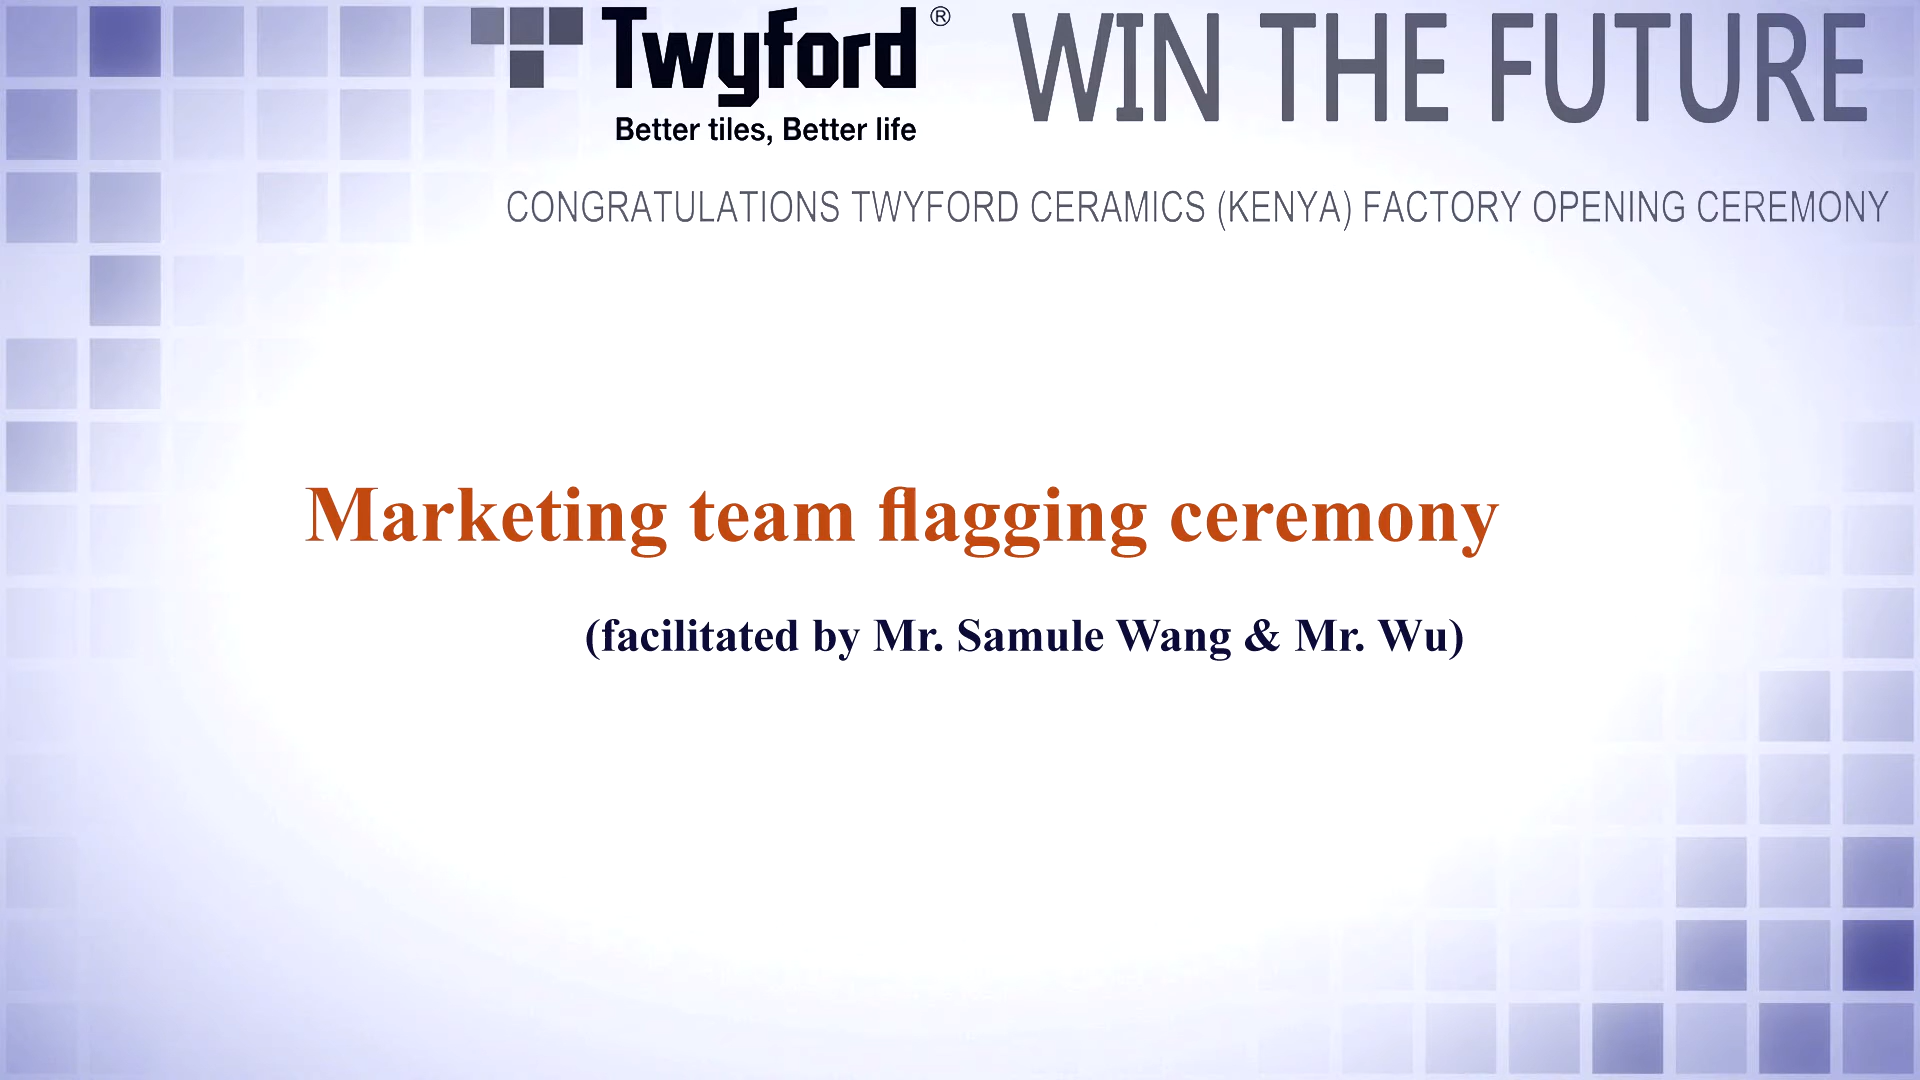 Twyford ®
Better tiles, Better life
WIN THE FUTURE
CONGRATULATIONS TWYFORD CERAMICS (KENYA) FACTORY OPENING CEREMONY
Marketing team flagging ceremony
(facilitated by Mr. Samule Wang & Mr. Wu)